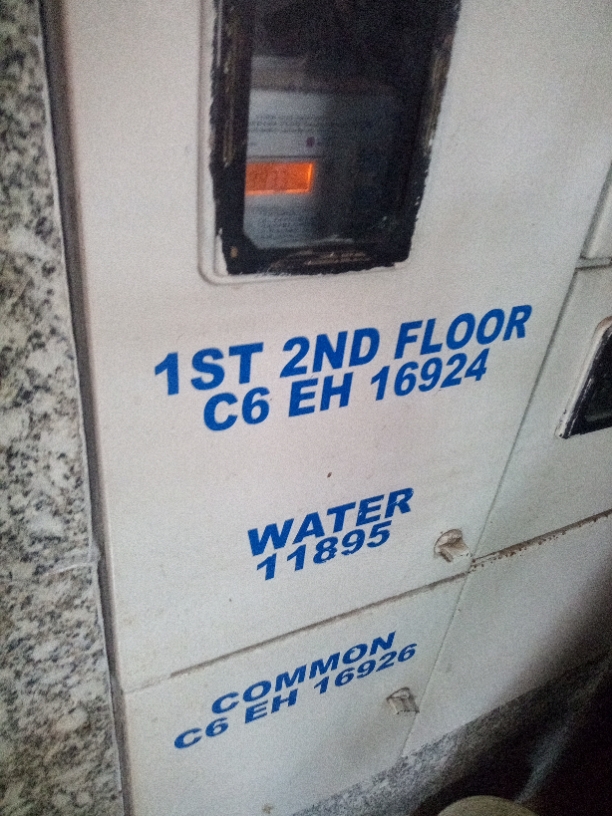 1ST 2ND FLOOR
C6 EH 16924
WATER
11895
COMMON
C6 EH 16926